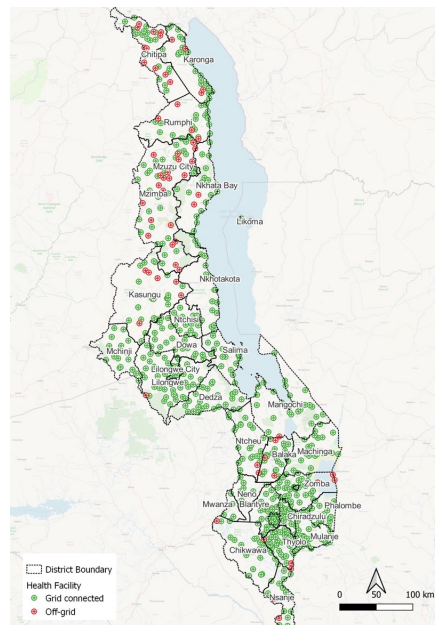 Chitipa
Karonga
Rumphi
Mzuzu City
Mzimba
Nkhata Bay
Likoma
Nkhotakota
Kasungu
Ntchisi
Mchinji
Dowa
Salima
Lilongwe City
Lilongwe
Dedza
Mangochi
Ntcheu
Machinga
Balaka
Zomba
Neno
Mwanza
Blantyre
Phalombe
Chiradzulu
Mulanje
Chikwawa
Thyolo
Nsanje
District Boundary
Health Facility
Grid connected
Off-grid
0 50 100 km